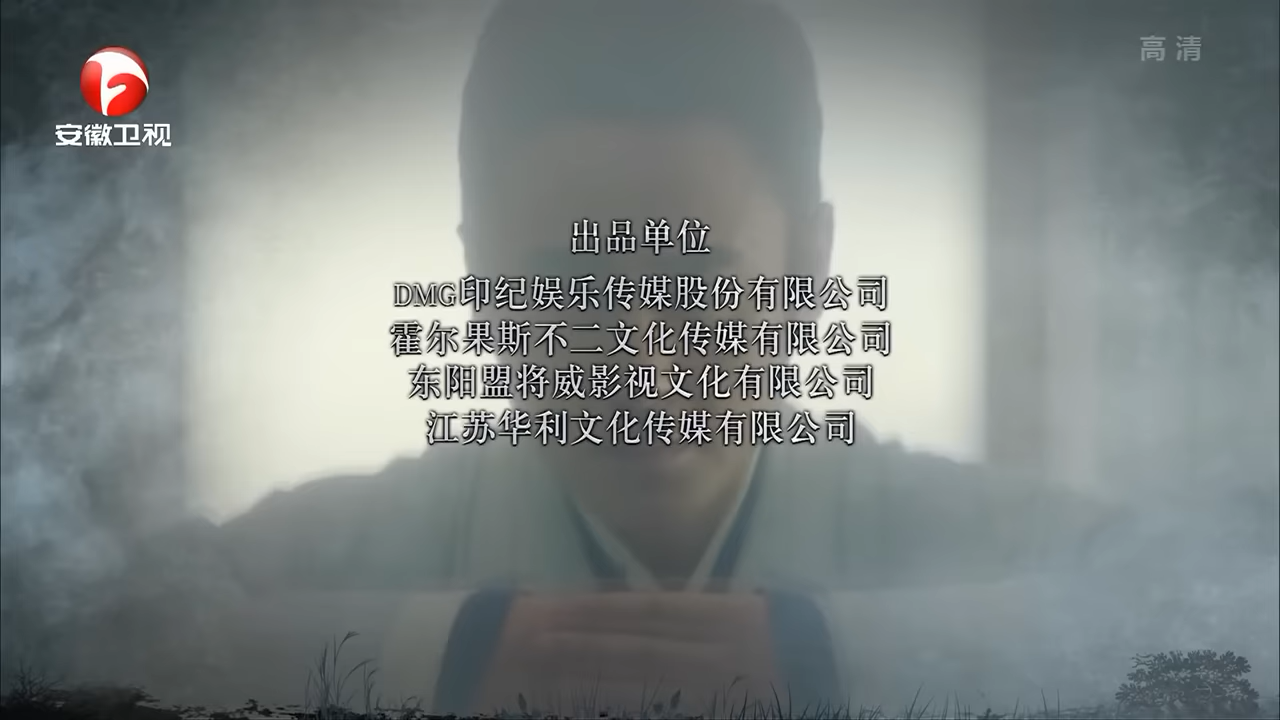 安徽卫视
高清
出品单位
DMG印纪娱乐传媒股份有限公司
霍尔果斯不二文化传媒有限公司
东阳盟将威影视文化有限公司
江苏华利文化传媒有限公司